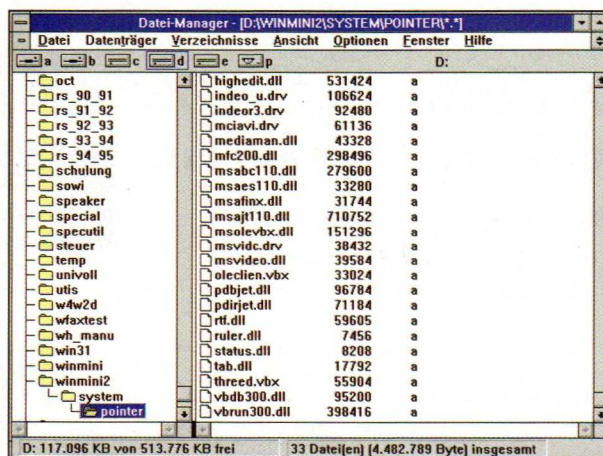 Datei-Manager - [D:\WINMINI2\SYSTEM\POINTER\*.*]
Datei Datenträger Verzeichnisse Ansicht Optionen Fenster Hilfe
a b c d e p D:
oct
rs_90_91
rs_91_92
rs_92_93
rs_93_94
rs_94_95
schulung
sowi
speaker
special
specutil
steuer
temp
univoll
utis
w4w2d
wfaxtest
wh_manu
win31
winmini
winmini2
system
pointer
highedit.dll 531424 a
indeo_u.drv 106624 a
indeor3.drv 92480 a
mciavi.drv 61136 a
mediaman.dll 43328 a
mfc200.dll 298496 a
msabc110.dll 279600 a
msaes110.dll 33280 a
msafinx.dll 31744 a
msajt110.dll 710752 a
msolevbx.dll 151296 a
msvidc.drv 38432 a
msvideo.dll 39584 a
oleclien.vbx 33024 a
pdbjet.dll 96784 a
pdirjet.dll 71184 a
rtf.dll 59605 a
ruler.dll 7456 a
status.dll 8208 a
tab.dll 17792 a
threed.vbx 55904 a
vbdb300.dll 95200 a
vbrun300.dll 398416 a
D: 117.096 KB von 513.776 KB frei
33 Datei(en) (4.482.789 Byte) insgesamt